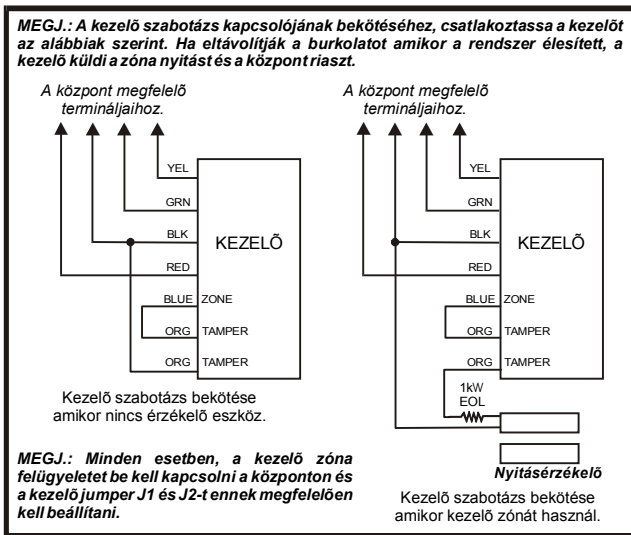 MEGJ.: A kezelõ szabotázs kapcsolójának bekötéséhez, csatlakoztassa a kezelõt
az alábbiak szerint. Ha eltávolítják a burkolatot amikor a rendszer élesített, a
kezelõ küldi a zóna nyitást és a központ riaszt.
A központ megfelelõ
termináljaihoz.
YEL
GRN
BLK
KEZELÕ
RED
BLUE ZONE
ORG TAMPER
ORG TAMPER
Kezelõ szabotázs bekötése
amikor nincs érzékelõ eszköz.
A központ megfelelõ
termináljaihoz.
YEL
GRN
BLK
KEZELÕ
RED
BLUE ZONE
ORG TAMPER
ORG TAMPER
1kW
EOL
Nyitásérzékelõ
Kezelõ szabotázs bekötése
amikor kezelõ zónát használ.
MEGJ.: Minden esetben, a kezelõ zóna
felügyeletet be kell kapcsolni a központon és
a kezelõ jumper J1 és J2-t ennek megfelelõen
kell beállítani.